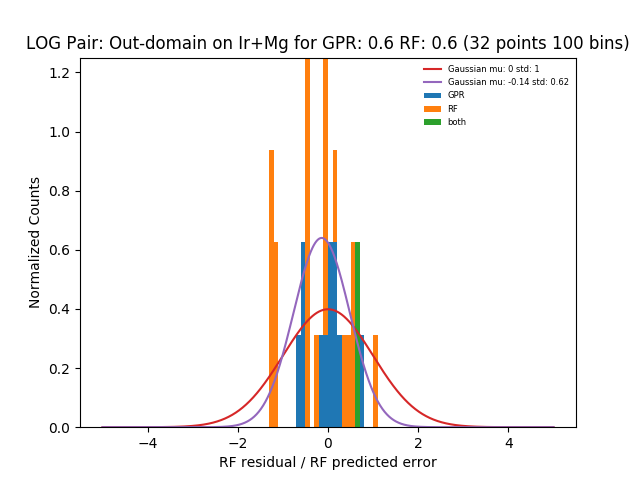 LOG Pair: Out-domain on Ir+Mg for GPR: 0.6 RF: 0.6 (32 points 100 bins)
Gaussian mu: 0 std: 1
Gaussian mu: -0.14 std: 0.62
GPR
RF
both
Normalized Counts
1.2
1.0
0.8
0.6
0.4
0.2
0.0
−4
−2
0
2
4
RF residual / RF predicted error